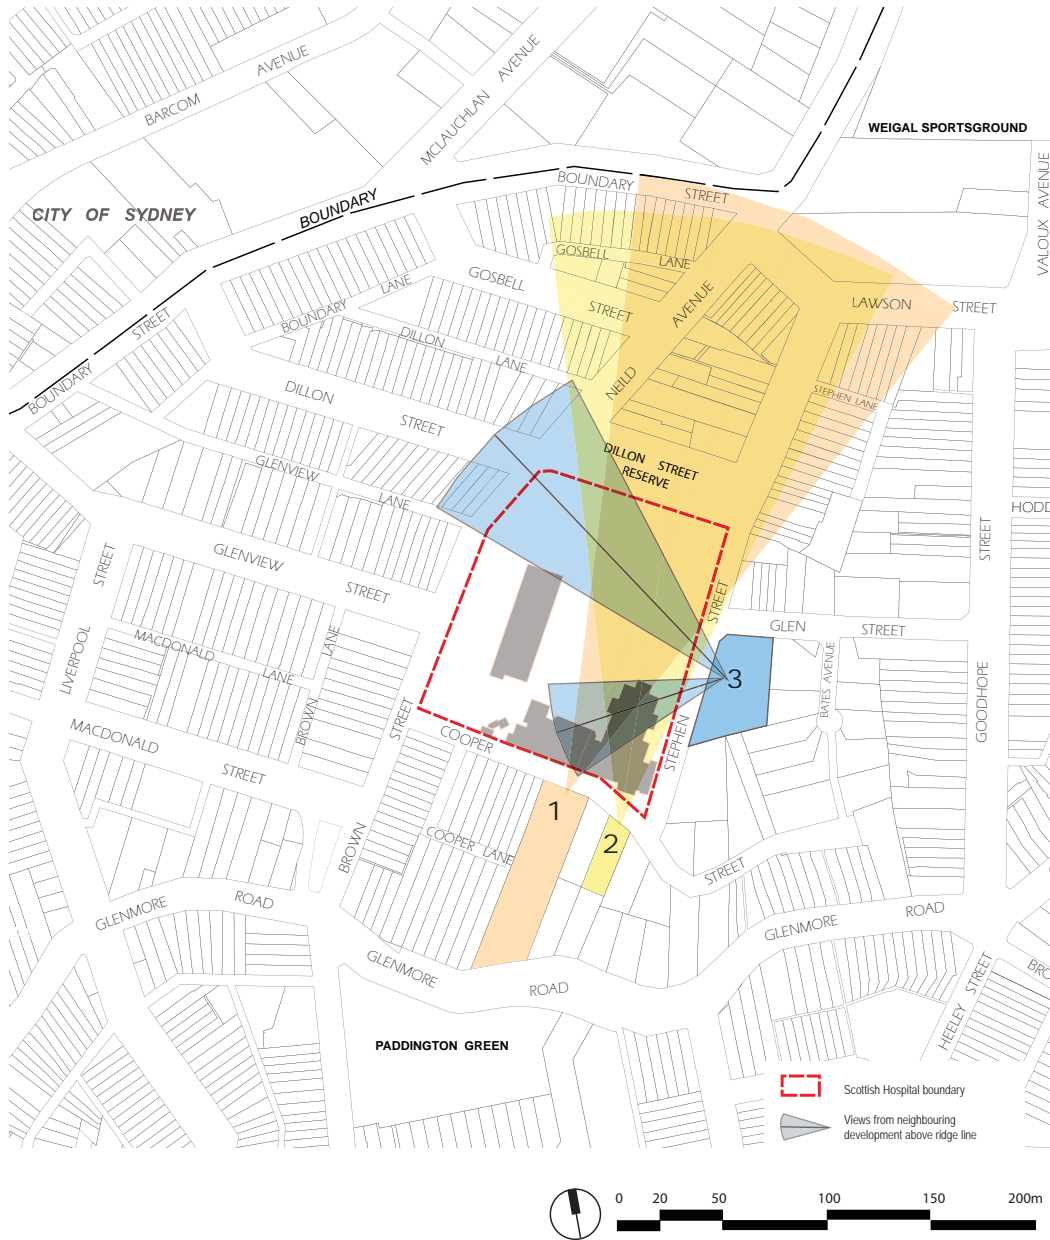 BARCOM
AVENUE
MCLAUCHLAN
AVENUE
WEIGAL SPORTSGROUND
VALOUX AVENUE
CITY OF SYDNEY
BOUNDARY
BOUNDARY
STREET
GOSBELL
LANE
GOSBELL
STREET
BOUNDARY
LANE
BOUNDARY
STREET
DILLON
LANE
NEILD
AVENUE
LAWSON
STREET
STEPHEN LANE
DILLON
STREET
DILLON STREET
RESERVE
GLENVIEW
LANE
GLENVIEW
STREET
HODD
STREET
GOODHOPE
LIVERPOOL
STREET
MACDONALD
LANE
BROWN
LANE
MACDONALD
STREET
BROWN
STREET
COOPER
STREET
STEPHEN
STREET
GLEN
STREET
BATES AVENUE
3
1
2
COOPER LANE
GLENMORE
ROAD
GLENMORE
ROAD
GLENMORE
ROAD
HEELEY STREET
BRO
PADDINGTON GREEN
Scottish Hospital boundary
Views from neighbouring
development above ridge line
0 20 50 100 150 200m